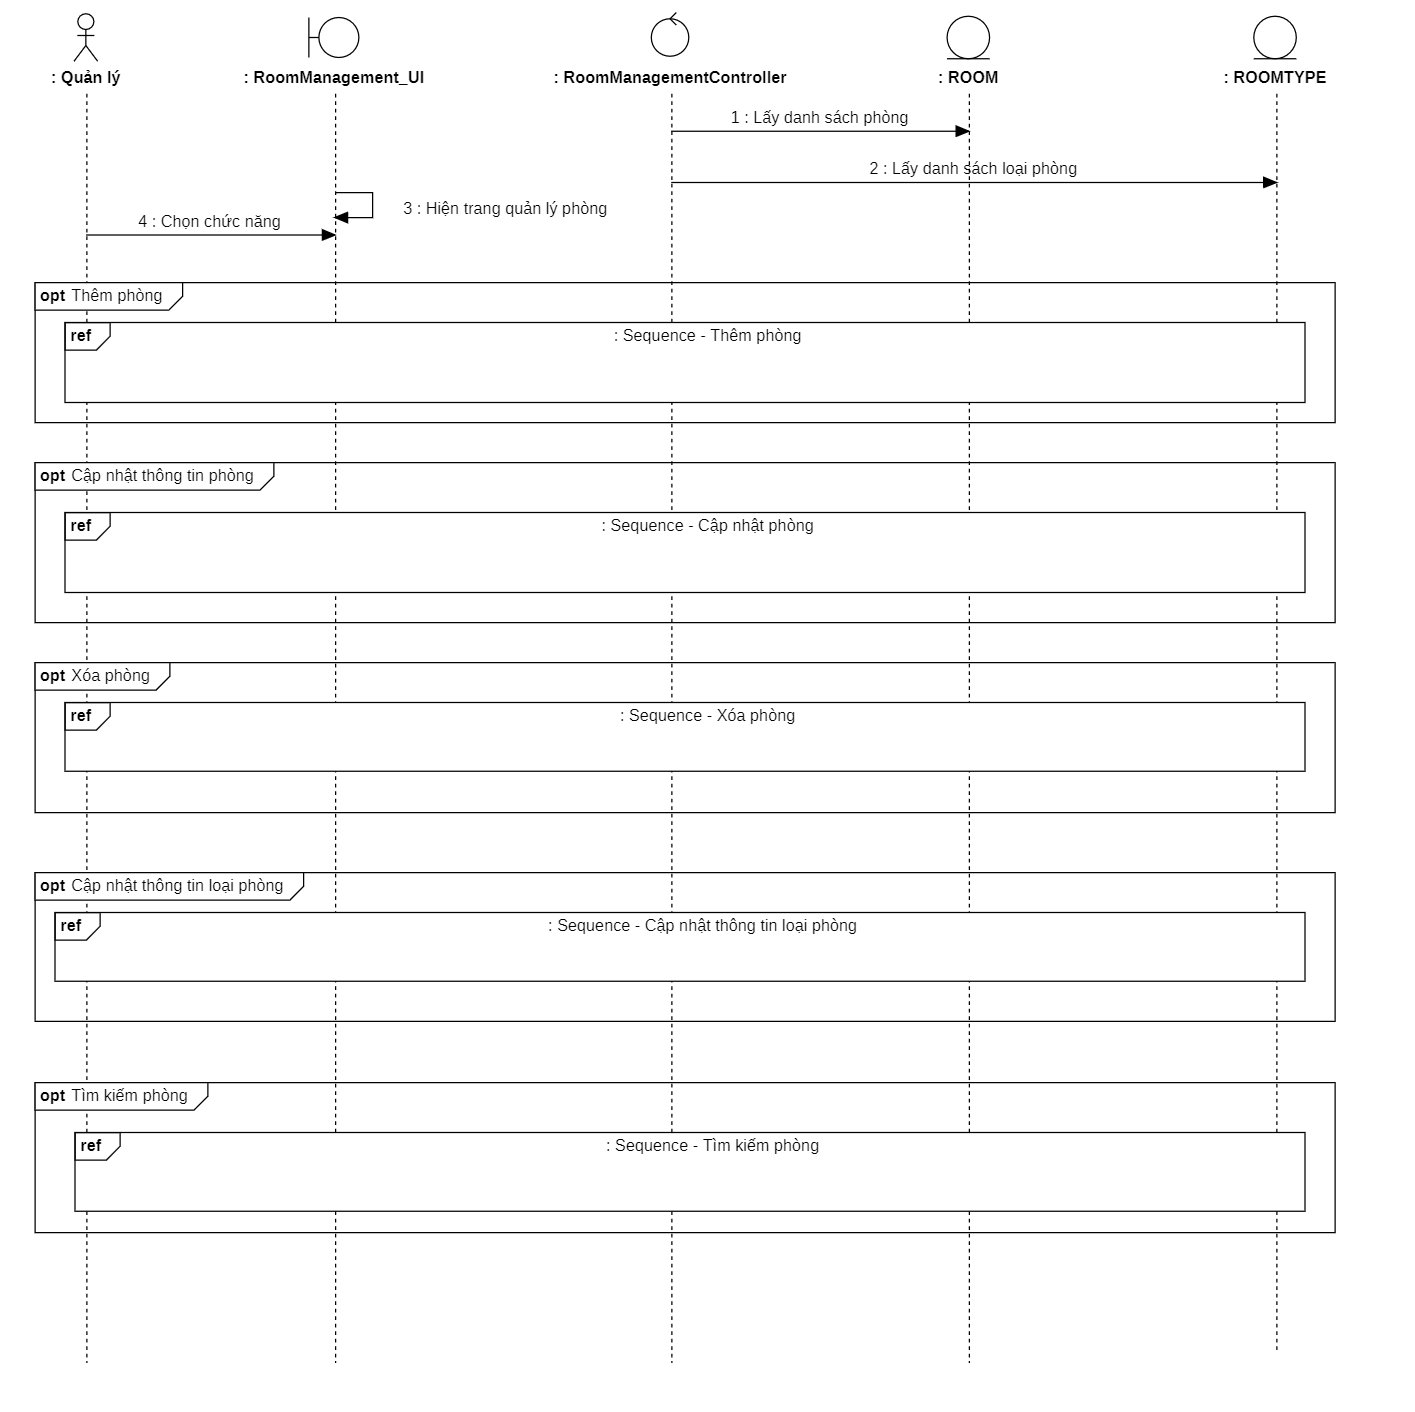 : Quản lý
: RoomManagement_UI
: RoomManagementController
: ROOM
: ROOMTYPE
1 : Lấy danh sách phòng
2 : Lấy danh sách loại phòng
3 : Hiện trang quản lý phòng
4 : Chọn chức năng
opt Thêm phòng
ref
: Sequence - Thêm phòng
opt Cập nhật thông tin phòng
ref
: Sequence - Cập nhật phòng
opt Xóa phòng
ref
: Sequence - Xóa phòng
opt Cập nhật thông tin loại phòng
ref
: Sequence - Cập nhật thông tin loại phòng
opt Tìm kiếm phòng
ref
: Sequence - Tìm kiếm phòng